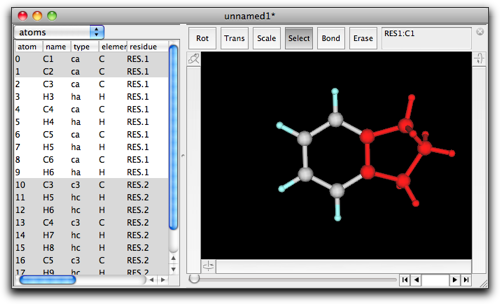 unnamed1*
atoms
Rot Trans Scale Select Bond Erase RES1:C1
atom name type elemen residue
0 C1 ca C RES.1
1 C2 ca C RES.1
2 C3 ca C RES.1
3 H3 ha H RES.1
4 C4 ca C RES.1
5 H4 ha H RES.1
6 C5 ca C RES.1
7 H5 ha H RES.1
8 C6 ca C RES.1
9 H6 ha H RES.1
10 C3 c3 C RES.2
11 H5 hc H RES.2
12 H6 hc H RES.2
13 C4 c3 C RES.2
14 H7 hc H RES.2
15 H8 hc H RES.2
16 C5 c3 C RES.2
17 H9 hc H RES.2